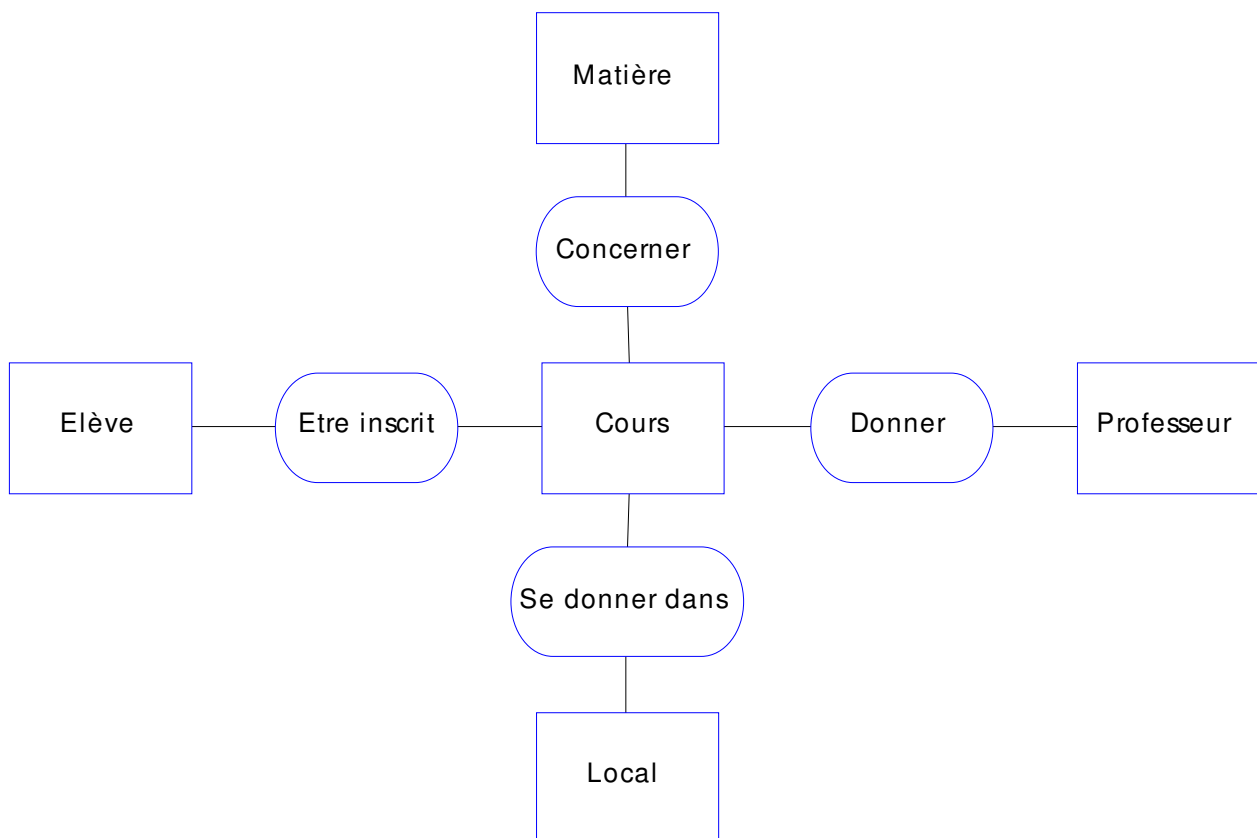 Matière
Concerner
Elève
Etre inscrit
Cours
Donner
Professeur
Se donner dans
Local